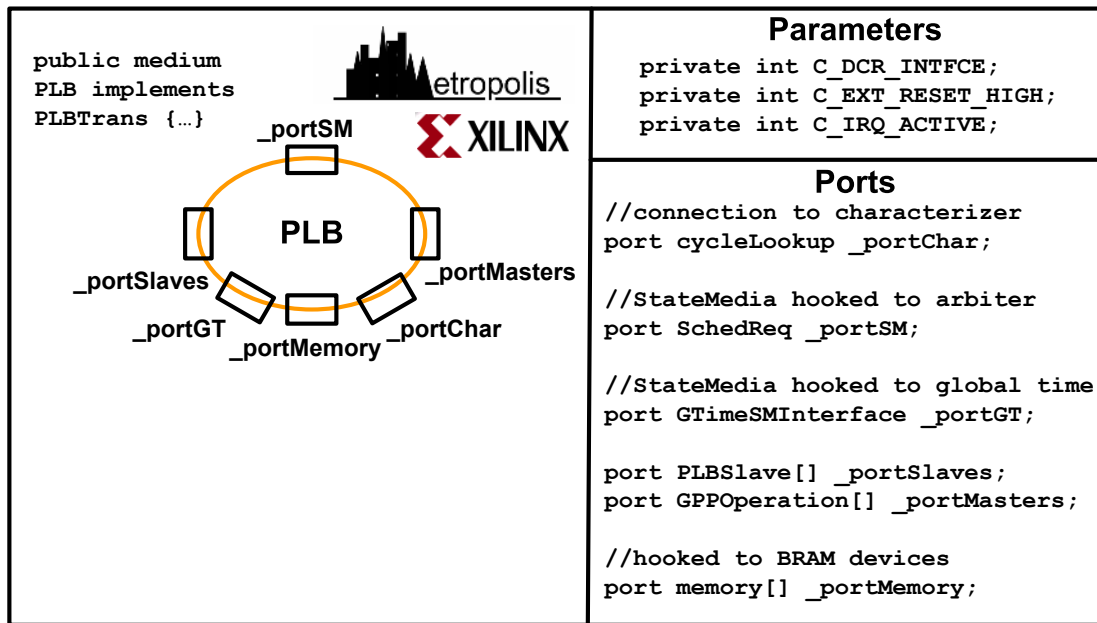 public medium
PLB implements
PLBTrans {…}
etropolis
XILINX
_portSM
PLB
_portMasters
_portSlaves
_portGT
_portMemory
_portChar
Parameters
private int C_DCR_INTFCE;
private int C_EXT_RESET_HIGH;
private int C_IRQ_ACTIVE;
Ports
//connection to characterizer
port cycleLookup _portChar;
//StateMedia hooked to arbiter
port SchedReq _portSM;
//StateMedia hooked to global time
port GTimeSMInterface _portGT;
port PLBSlave[] _portSlaves;
port GPPOperation[] _portMasters;
//hooked to BRAM devices
port memory[] _portMemory;